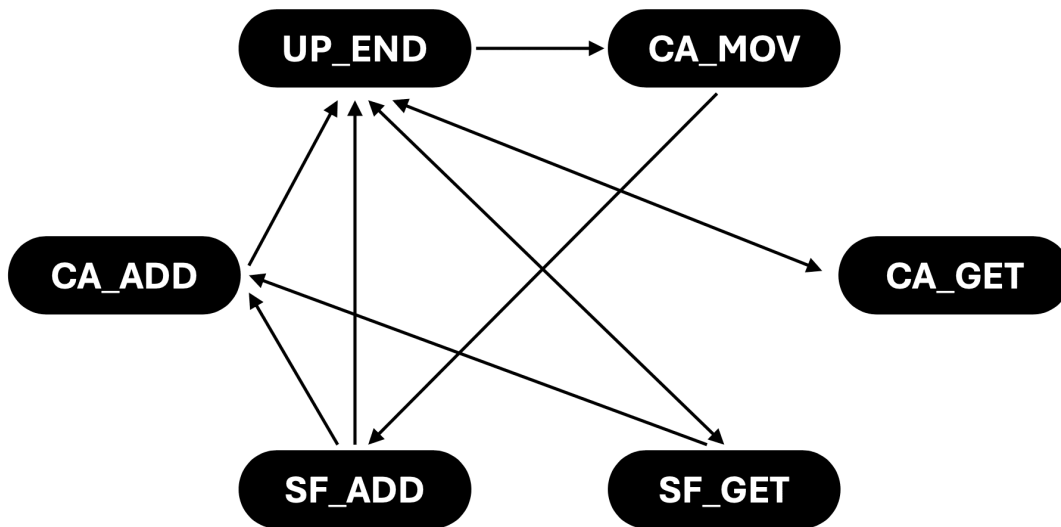 UP_END
CA_MOV
CA_ADD
CA_GET
SF_ADD
SF_GET